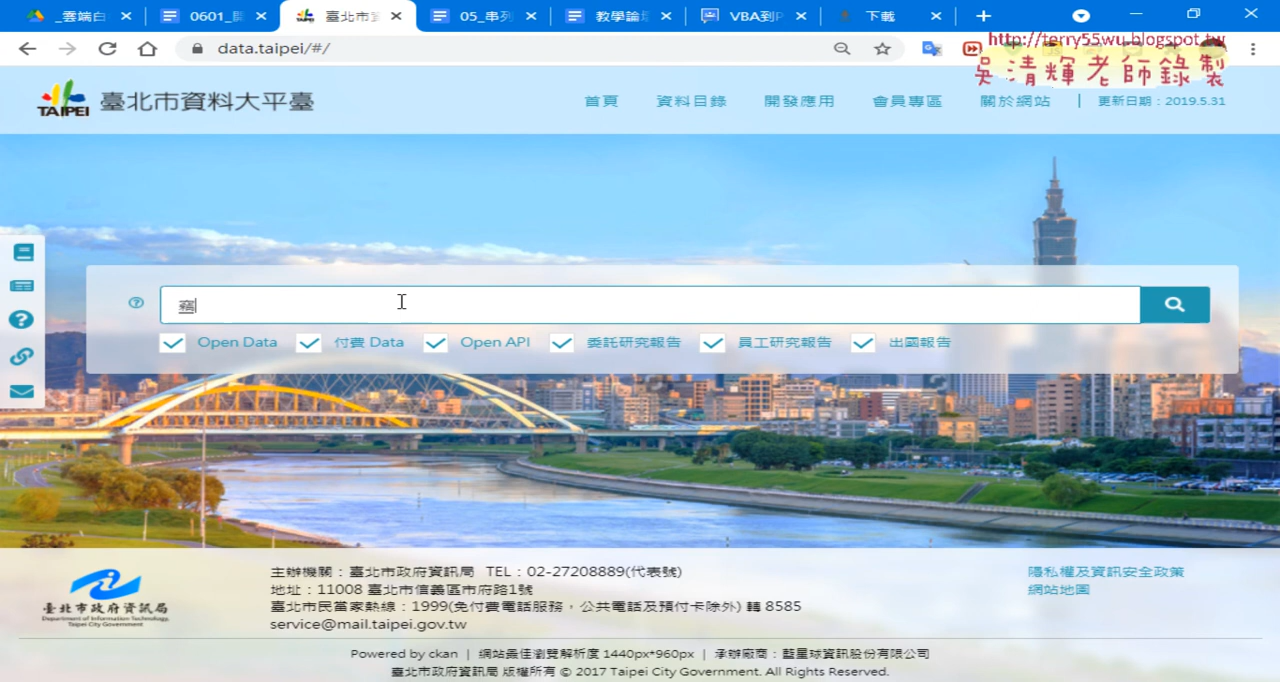 _雲端白
0601_
臺北市
05_串列
教學論
VBA到P
下載
data.taipei/#/
http://terry55wu.blogspot.tw
吳清輝老師錄製
TAIPEI 臺北市資料大平臺
首頁 資料目錄 開發應用 會員專區 關於網站 | 更新日期：2019.5.31
竊
Open Data 付費 Data Open API 委託研究報告 員工研究報告 出國報告
臺北市政府資訊局
Department of Information Technology,
Taipei City Government
主辦機關：臺北市政府資訊局 TEL：02-27208889(代表號)
地址：11008 臺北市信義區市府路1號
臺北市民當家熱線：1999(免付費電話服務，公共電話及預付卡除外) 轉 8585
service@mail.taipei.gov.tw
隱私權及資訊安全政策
網站地圖
Powered by ckan | 網站最佳瀏覽解析度 1440px*960px | 承辦廠商：藍星球資訊股份有限公司
臺北市政府資訊局 版權所有 © 2017 Taipei City Government. All Rights Reserved.